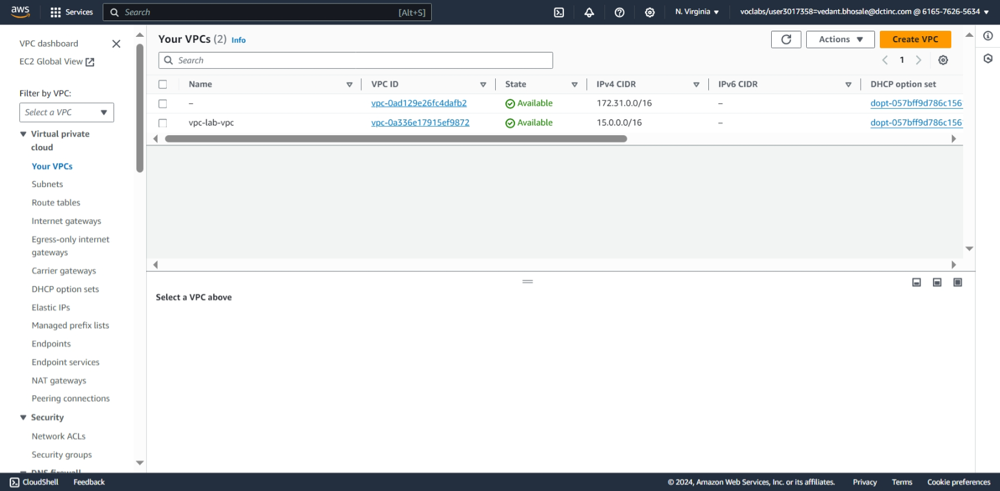 aws
Services
Search
[Alt+S]
N. Virginia
voclabs/user3017358=vedant.bhosale@dctinc.com @ 6165-7626-5634
VPC dashboard
EC2 Global View
Filter by VPC:
Select a VPC
Virtual private
cloud
Your VPCs
Subnets
Route tables
Internet gateways
Egress-only internet
gateways
Carrier gateways
DHCP option sets
Elastic IPs
Managed prefix lists
Endpoints
Endpoint services
NAT gateways
Peering connections
Security
Network ACLs
Security groups
DNS firewall
Your VPCs (2) Info
Actions
Create VPC
Search
1
Name VPC ID State IPv4 CIDR IPv6 CIDR DHCP option set
– vpc-0ad129e26fc4dafb2 Available 172.31.0.0/16 – dopt-057bff9d786c156
vpc-lab-vpc vpc-0a336e17915ef9872 Available 15.0.0.0/16 – dopt-057bff9d786c156
Select a VPC above
CloudShell
Feedback
© 2024, Amazon Web Services, Inc. or its affiliates.
Privacy
Terms
Cookie preferences